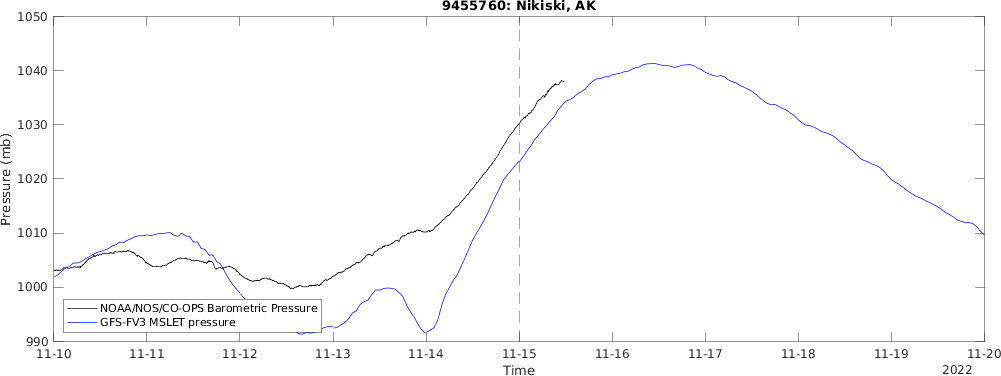 9455760: Nikiski, AK
1050
1040
1030
1020
1010
1000
990
Pressure (mb)
NOAA/NOS/CO-OPS Barometric Pressure
GFS-FV3 MSLET pressure
11-10 11-11 11-12 11-13 11-14 11-15 11-16 11-17 11-18 11-19 11-20
Time
2022